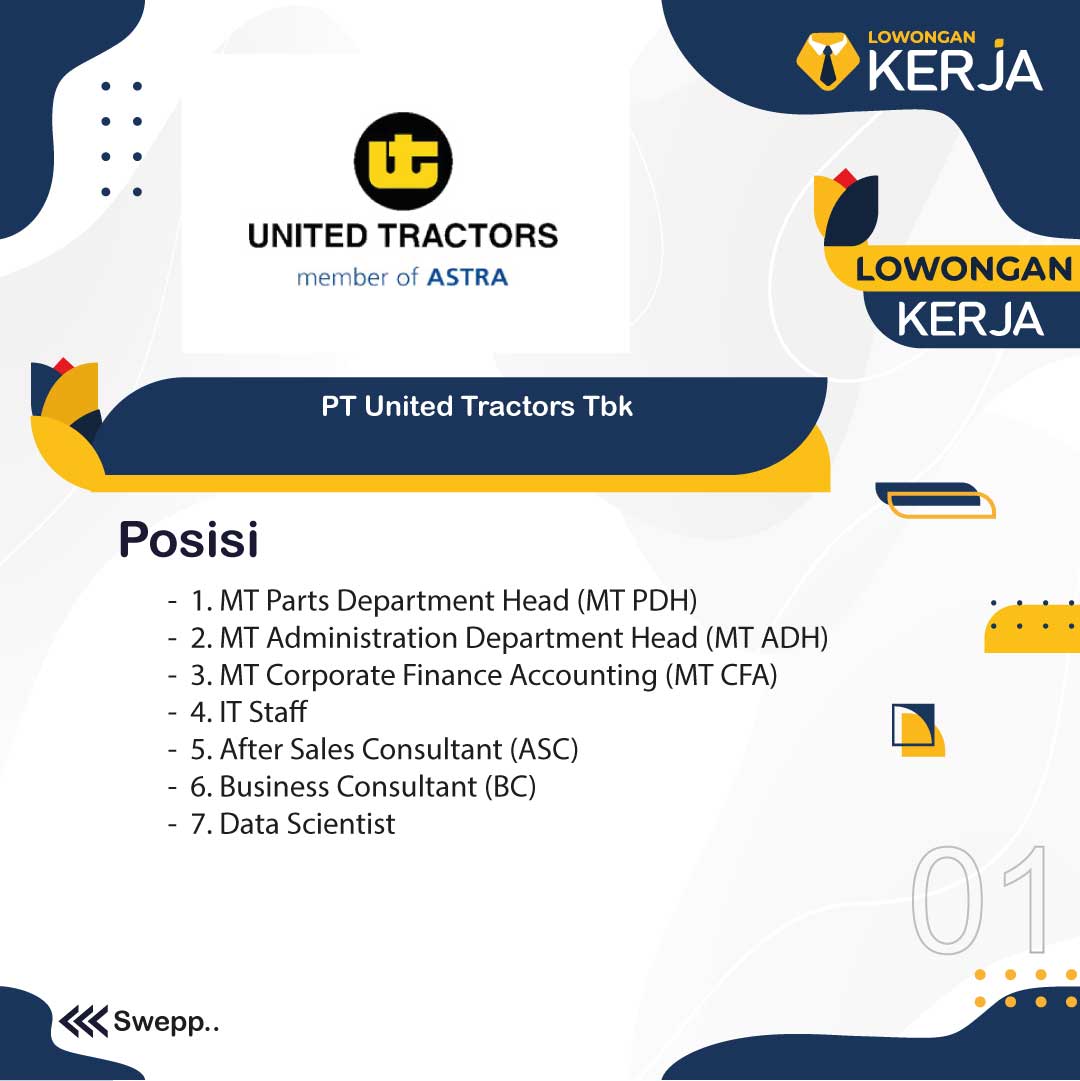 LOWONGAN
KERJA
ut
UNITED TRACTORS
member of ASTRA
LOWONGAN
KERJA
PT United Tractors Tbk
Posisi
- 1. MT Parts Department Head (MT PDH)
- 2. MT Administration Department Head (MT ADH)
- 3. MT Corporate Finance Accounting (MT CFA)
- 4. IT Staff
- 5. After Sales Consultant (ASC)
- 6. Business Consultant (BC)
- 7. Data Scientist
01
Swepp..